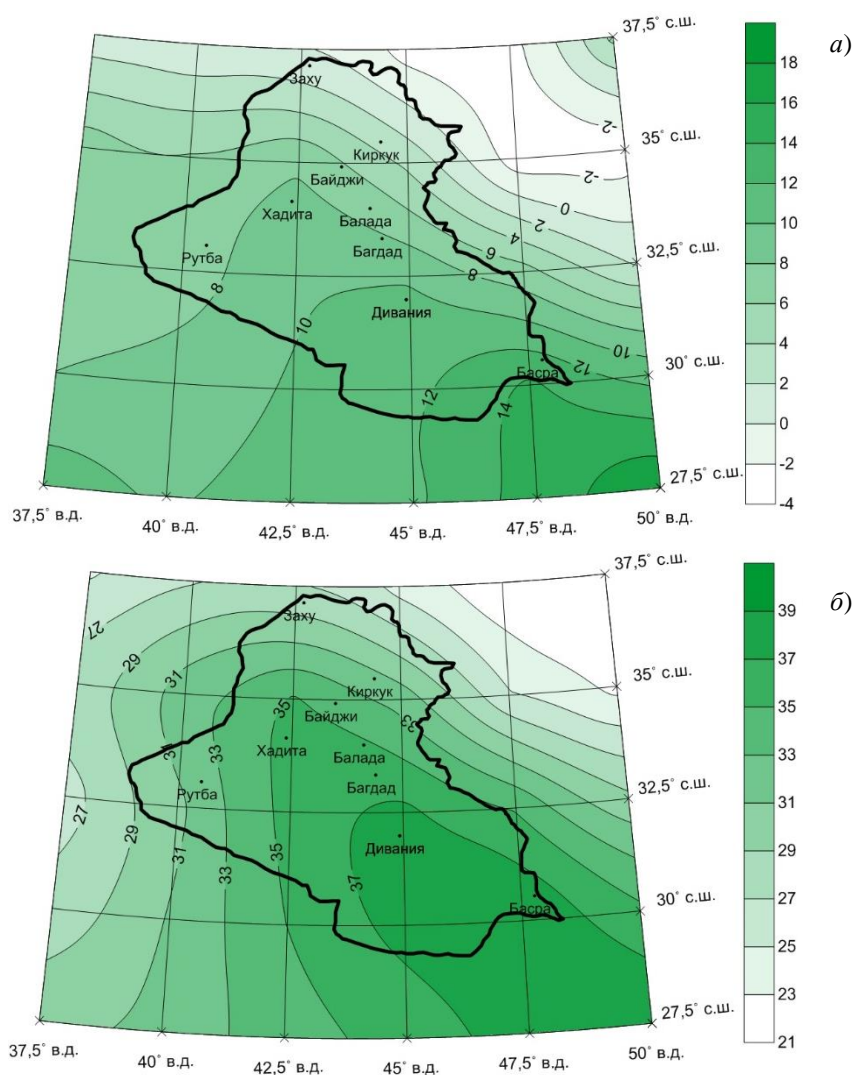 37,5° с.ш.
а)
Заху
18
16
35° с.ш.
-2
Киркук
14
Байджи
-2
12
0
Хадита
Балада
2
10
Рутба
Багдад
4
32,5° с.ш.
6
8
8
8
6
10
Дивания
4
10
30° с.ш.
2
12
Басра
12
14
0
-2
27,5° с.ш.
-4
37,5° в.д.
40° в.д.
42,5° в.д.
45° в.д.
47,5° в.д.
50° в.д.
37,5° с.ш.
б)
Заху
39
27
29
35° с.ш.
37
31
Киркук
35
Байджи
33
35
31
33
Хадита
Балада
33
Рутба
Багдад
32,5° с.ш.
31
27
29
Дивания
29
31
35
33
37
30° с.ш.
27
Басра
25
23
27,5° с.ш.
21
37,5° в.д.
40° в.д.
42,5° в.д.
45° в.д.
47,5° в.д.
50° в.д.